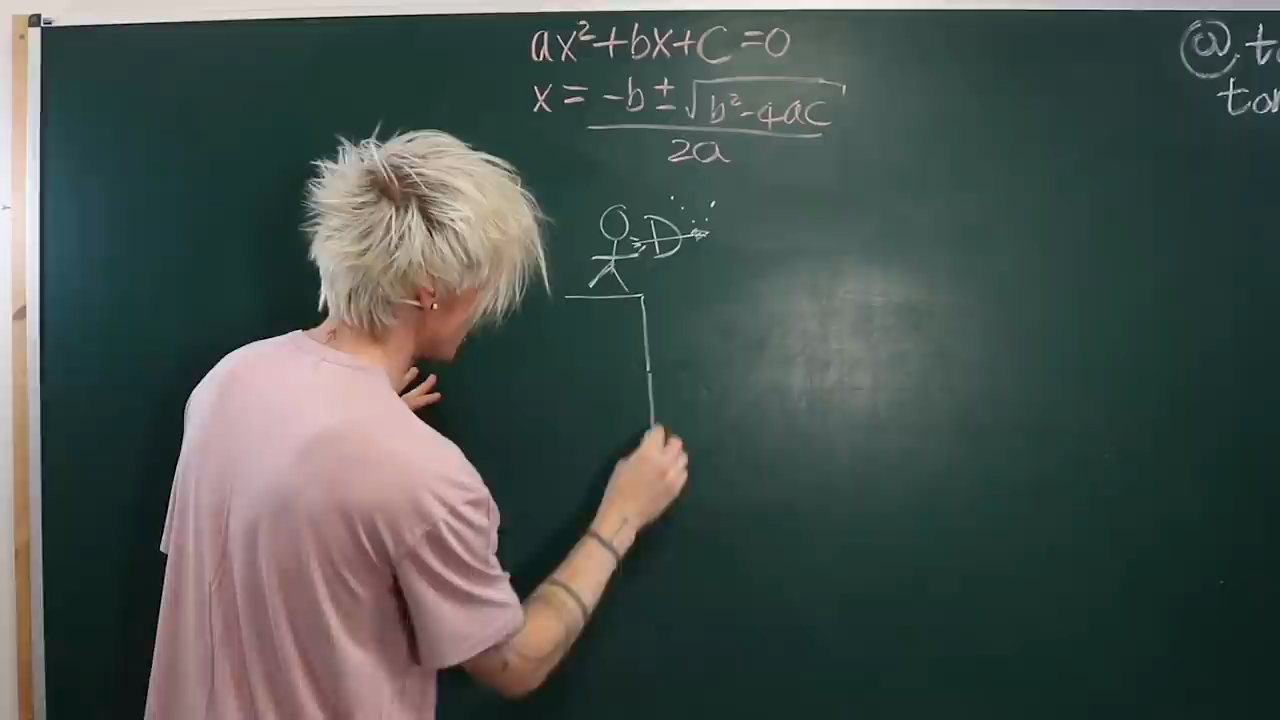 ax²+bx+C=0
x = -b ± √b²-4ac
2a
@.